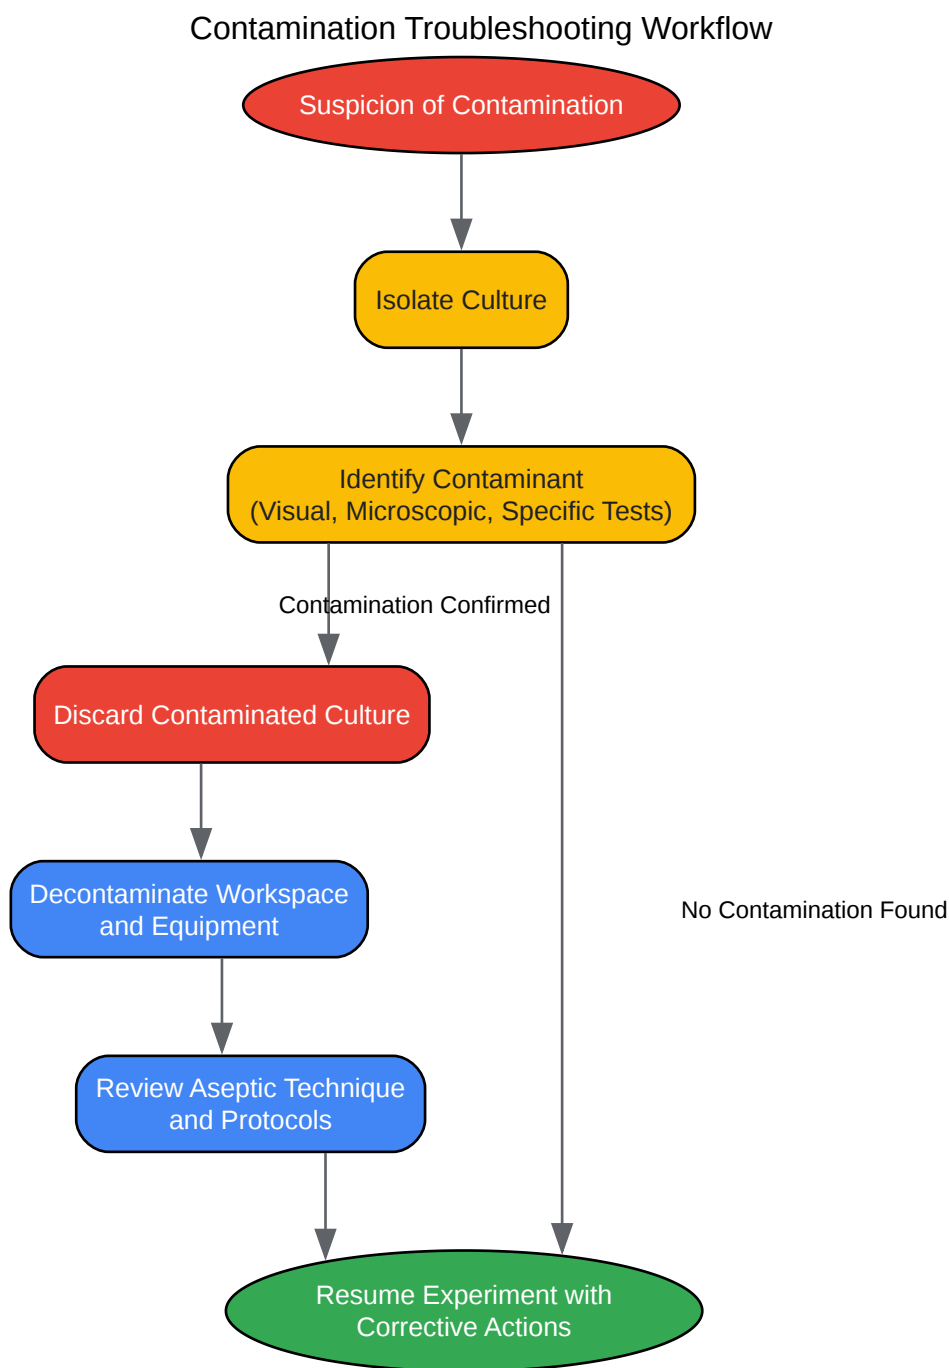 Contamination Troubleshooting Workflow
Suspicion of Contamination
Isolate Culture
Identify Contaminant
(Visual, Microscopic, Specific Tests)
Contamination Confirmed
Discard Contaminated Culture
Decontaminate Workspace
and Equipment
No Contamination Found
Review Aseptic Technique
and Protocols
Resume Experiment with
Corrective Actions